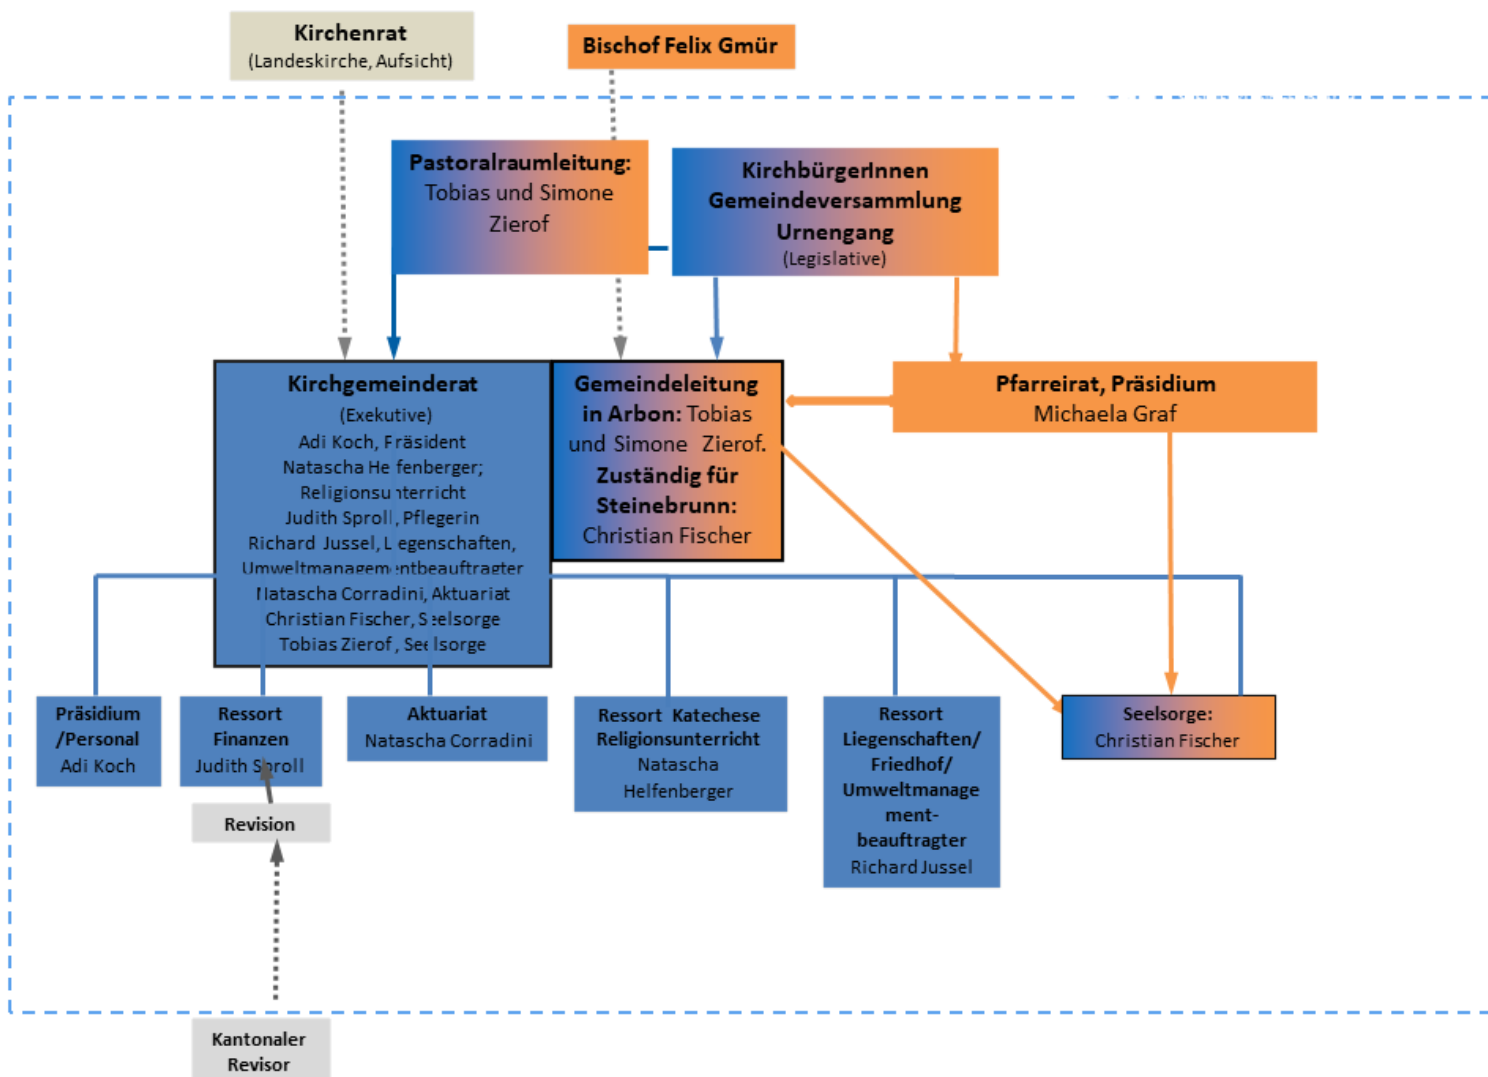 Kirchenrat
(Landeskirche, Aufsicht)
Bischof Felix Gmür
Pastoralraumleitung:
Tobias und Simone
Zierof
KirchbürgerInnen
Gemeindeversammlung
Urnengang
(Legislative)
Kirchgemeinderat
(Exekutive)
Adi Koch, Präsident
Natascha Helfenberger;
Religionsunterricht
Judith Sproll, Pflegerin
Richard Jussel, Liegenschaften,
Umweltmanagementbeauftragter
Natascha Corradini, Aktuariat
Christian Fischer, Seelsorge
Tobias Zierof, Seelsorge
Gemeindeleitung
in Arbon: Tobias
und Simone Zierof.
Zuständig für
Steinebrunn:
Christian Fischer
Pfarreirat, Präsidium
Michaela Graf
Präsidium
/Personal
Adi Koch
Ressort
Finanzen
Judith Sproll
Aktuariat
Natascha Corradini
Ressort Katechese
Religionsunterricht
Natascha
Helfenberger
Ressort
Liegenschaften/
Friedhof/
Umweltmanage
ment-
beauftragter
Richard Jussel
Seelsorge:
Christian Fischer
Revision
Kantonaler
Revisor